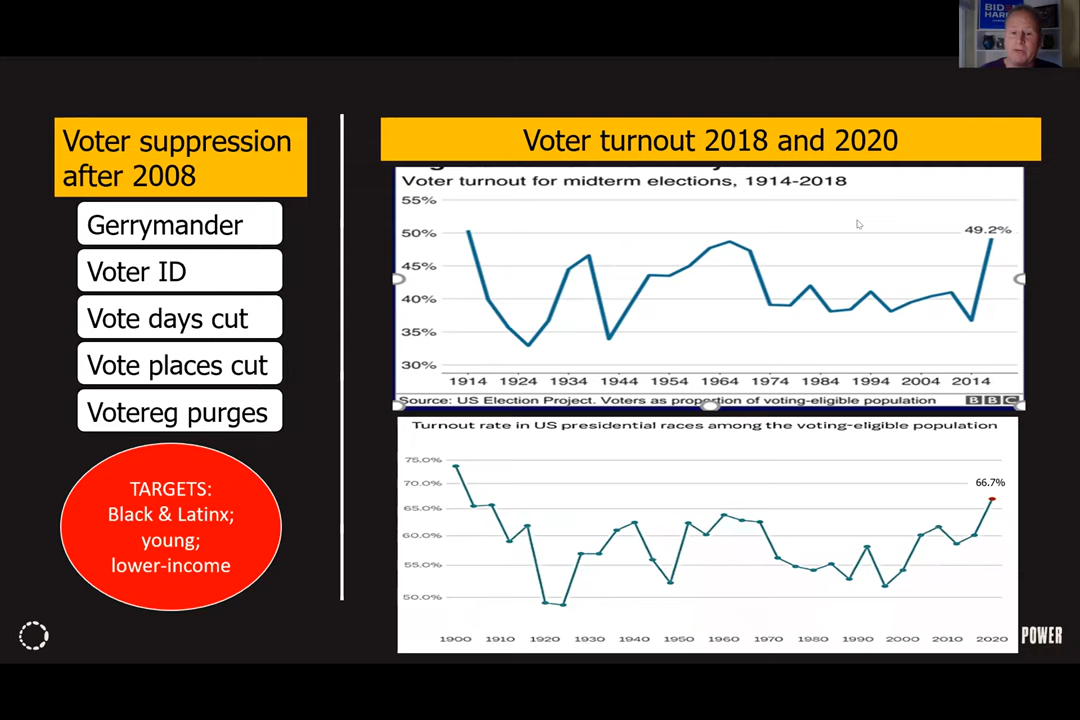 BIDEN
HARRIS
Voter suppression
after 2008
Gerrymander
Voter ID
Vote days cut
Vote places cut
Votereg purges
TARGETS:
Black & Latinx;
young;
lower-income
Voter turnout 2018 and 2020
Voter turnout for midterm elections, 1914-2018
55%
50%
45%
40%
35%
30%
49.2%
1914 1924 1934 1944 1954 1964 1974 1984 1994 2004 2014
Source: US Election Project. Voters as proportion of voting-eligible population
BBC
Turnout rate in US presidential races among the voting-eligible population
75.0%
70.0%
65.0%
60.0%
55.0%
50.0%
66.7%
1900 1910 1920 1930 1940 1950 1960 1970 1980 1990 2000 2010 2020
POWER